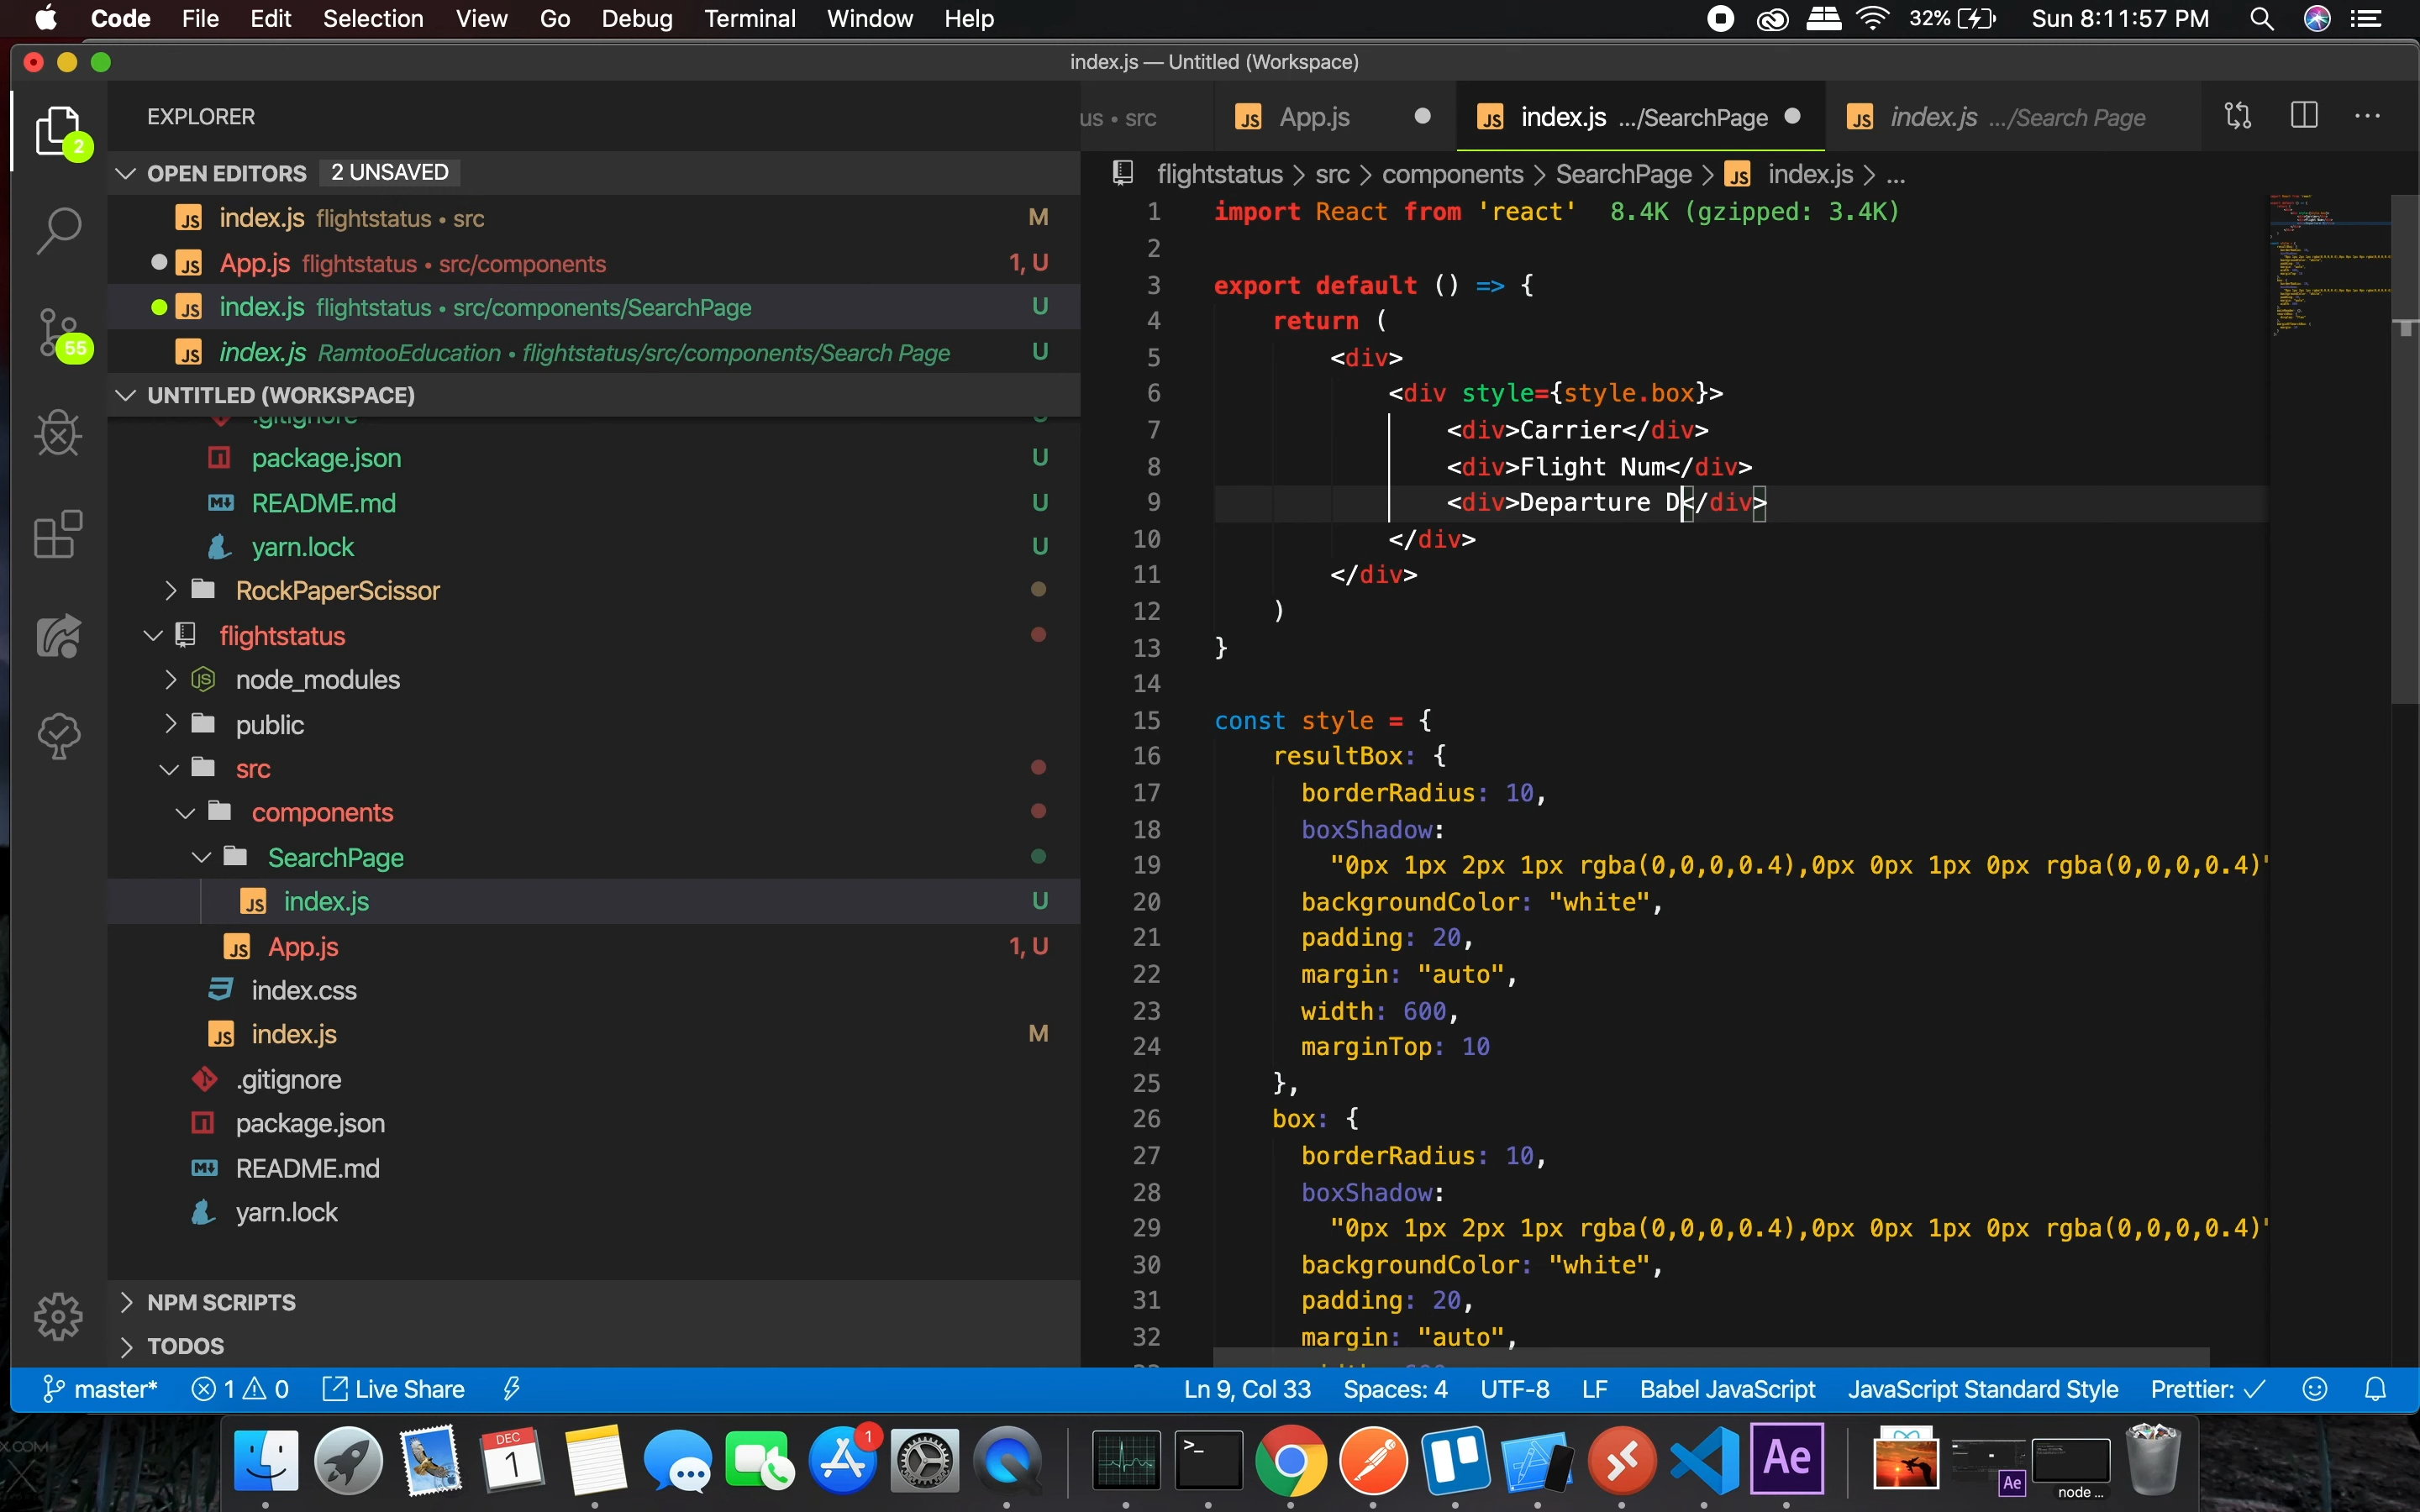 Code File Edit Selection View Go Debug Terminal Window Help 32% Sun 8:11:57 PM
index.js — Untitled (Workspace)
EXPLORER
us • src App.js index.js .../SearchPage index.js .../Search Page
2
OPEN EDITORS 2 UNSAVED
index.js flightstatus • src M
App.js flightstatus • src/components 1, U
index.js flightstatus • src/components/SearchPage U
index.js RamtooEducation • flightstatus/src/components/Search Page U
55
UNTITLED (WORKSPACE)
.gitignore U
package.json U
README.md U
yarn.lock U
RockPaperScissor
flightstatus
node_modules
public
src
components
SearchPage
index.js U
App.js 1, U
index.css
index.js M
.gitignore
package.json
README.md
yarn.lock
NPM SCRIPTS
TODOS
flightstatus > src > components > SearchPage > index.js > ...
1 import React from 'react' 8.4K (gzipped: 3.4K)
2
3 export default () => {
4 return (
5 <div>
6 <div style={style.box}>
7 <div>Carrier</div>
8 <div>Flight Num</div>
9 <div>Departure D</div>
10 </div>
11 </div>
12 )
13 }
14
15 const style = {
16 resultBox: {
17 borderRadius: 10,
18 boxShadow:
19 "0px 1px 2px 1px rgba(0,0,0,0.4),0px 0px 1px 0px rgba(0,0,0,0.4)"
20 backgroundColor: "white",
21 padding: 20,
22 margin: "auto",
23 width: 600,
24 marginTop: 10
25 },
26 box: {
27 borderRadius: 10,
28 boxShadow:
29 "0px 1px 2px 1px rgba(0,0,0,0.4),0px 0px 1px 0px rgba(0,0,0,0.4)"
30 backgroundColor: "white",
31 padding: 20,
32 margin: "auto",
master* 1 0 Live Share Ln 9, Col 33 Spaces: 4 UTF-8 LF Babel JavaScript JavaScript Standard Style Prettier: ✓
DEC
1
1
>_
Ae
Ae
node ...